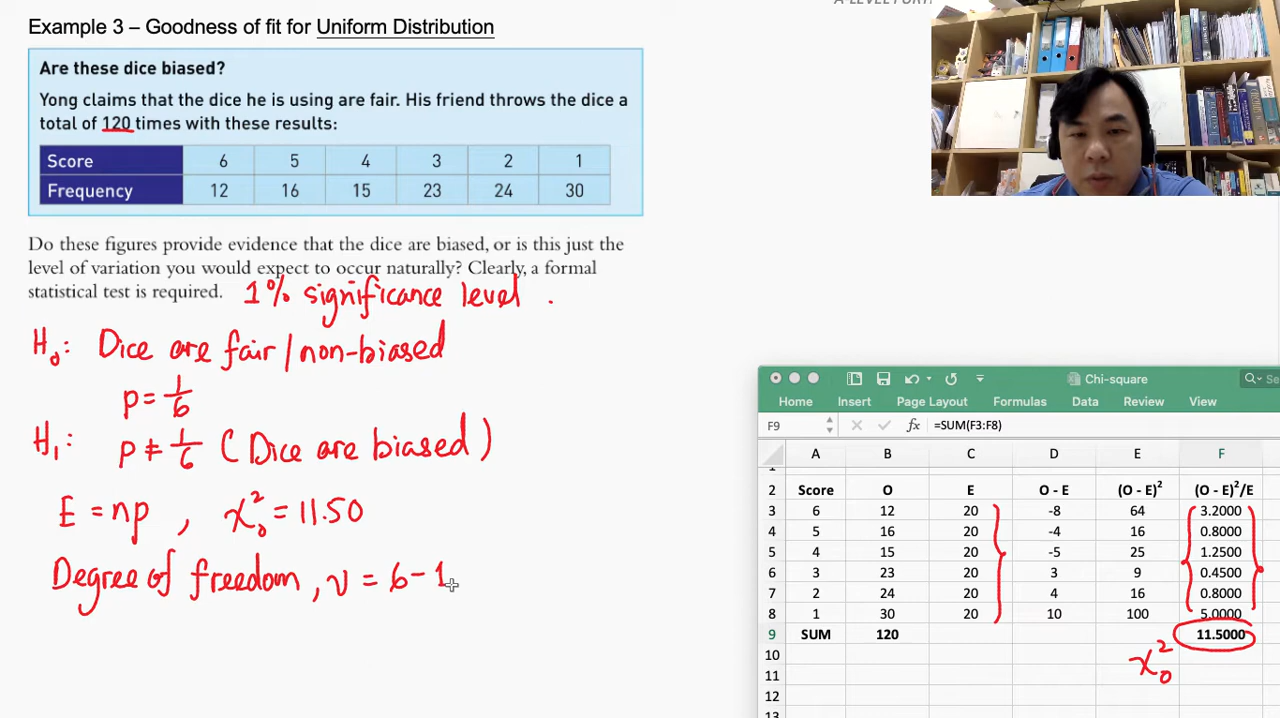 Example 3 – Goodness of fit for Uniform Distribution
Are these dice biased?
Yong claims that the dice he is using are fair. His friend throws the dice a
total of 120 times with these results:
Score 6 5 4 3 2 1
Frequency 12 16 15 23 24 30
Do these figures provide evidence that the dice are biased, or is this just the
level of variation you would expect to occur naturally? Clearly, a formal
statistical test is required. 1% significance level .
H₀: Dice are fair/non-biased
p = 1/6
H₁: p ≠ 1/6 (Dice are biased)
E = np , χ₀² = 11.50
Degree of freedom, ν = 6 - 1
Chi-square
Home Insert Page Layout Formulas Data Review View
F9 fx =SUM(F3:F8)
A B C D E F
2 Score O E O - E (O - E)² (O - E)²/E
3 6 12 20 -8 64 3.2000
4 5 16 20 -4 16 0.8000
5 4 15 20 -5 25 1.2500
6 3 23 20 3 9 0.4500
7 2 24 20 4 16 0.8000
8 1 30 20 10 100 5.0000
9 SUM 120 11.5000
10
χ₀²
11
12
13